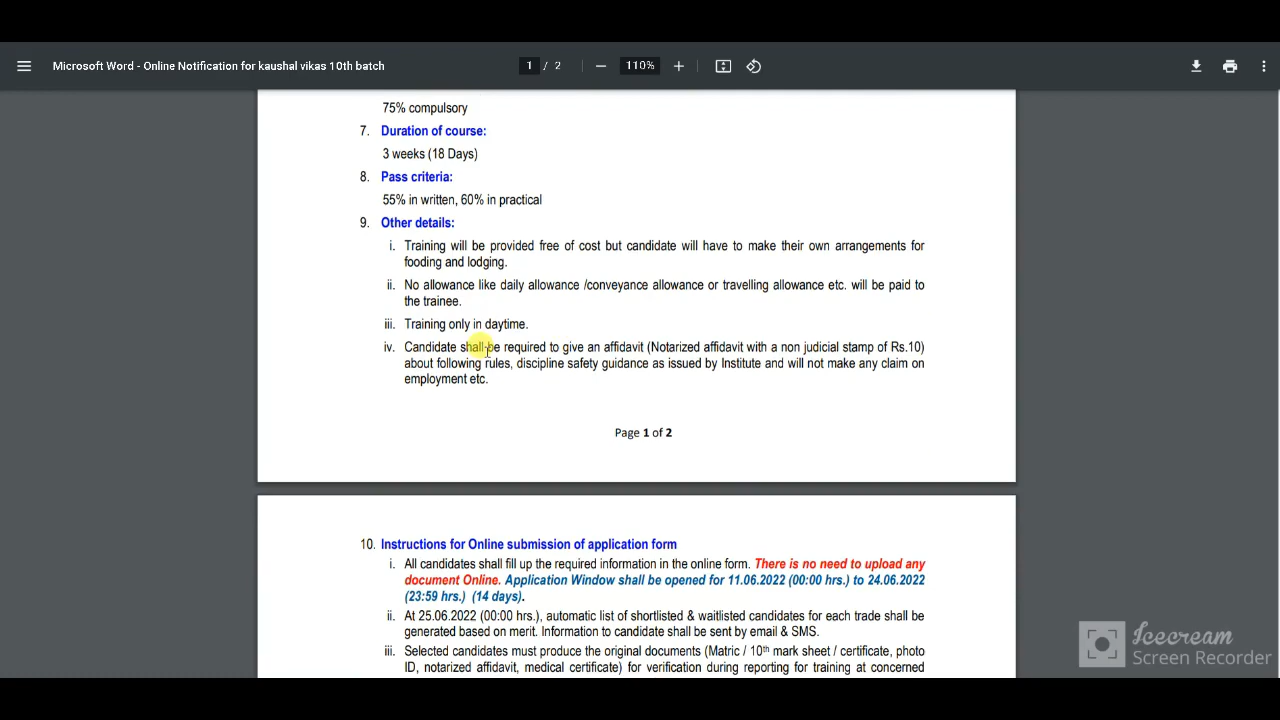 Microsoft Word - Online Notification for kaushal vikas 10th batch
1 / 2
110%
75% compulsory
7. Duration of course:
3 weeks (18 Days)
8. Pass criteria:
55% in written, 60% in practical
9. Other details:
i. Training will be provided free of cost but candidate will have to make their own arrangements for
fooding and lodging.
ii. No allowance like daily allowance /conveyance allowance or travelling allowance etc. will be paid to
the trainee.
iii. Training only in daytime.
iv. Candidate shall be required to give an affidavit (Notarized affidavit with a non judicial stamp of Rs.10)
about following rules, discipline safety guidance as issued by Institute and will not make any claim on
employment etc.
Page 1 of 2
10. Instructions for Online submission of application form
i. All candidates shall fill up the required information in the online form. There is no need to upload any
document Online. Application Window shall be opened for 11.06.2022 (00:00 hrs.) to 24.06.2022
(23:59 hrs.) (14 days).
ii. At 25.06.2022 (00:00 hrs.), automatic list of shortlisted & waitlisted candidates for each trade shall be
generated based on merit. Information to candidate shall be sent by email & SMS.
iii. Selected candidates must produce the original documents (Matric / 10th mark sheet / certificate, photo
ID, notarized affidavit, medical certificate) for verification during reporting for training at concerned
Icecream
Screen Recorder